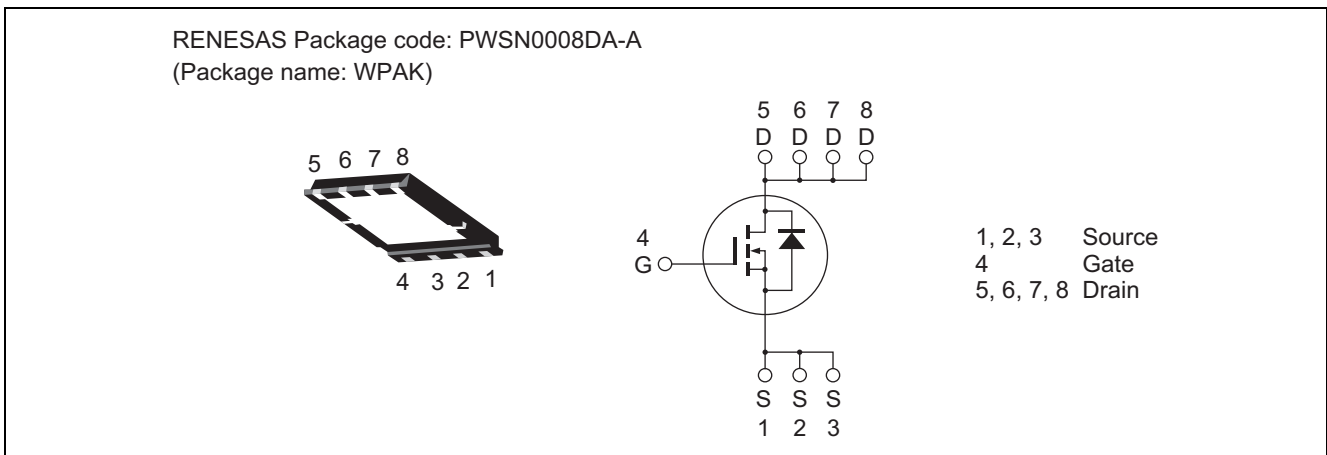 RENESAS Package code: PWSN0008DA-A
(Package name: WPAK)
5 6 7 8
4 3 2 1
5 6 7 8
D D D D
4
G
S S S
1 2 3
1, 2, 3 Source
4 Gate
5, 6, 7, 8 Drain